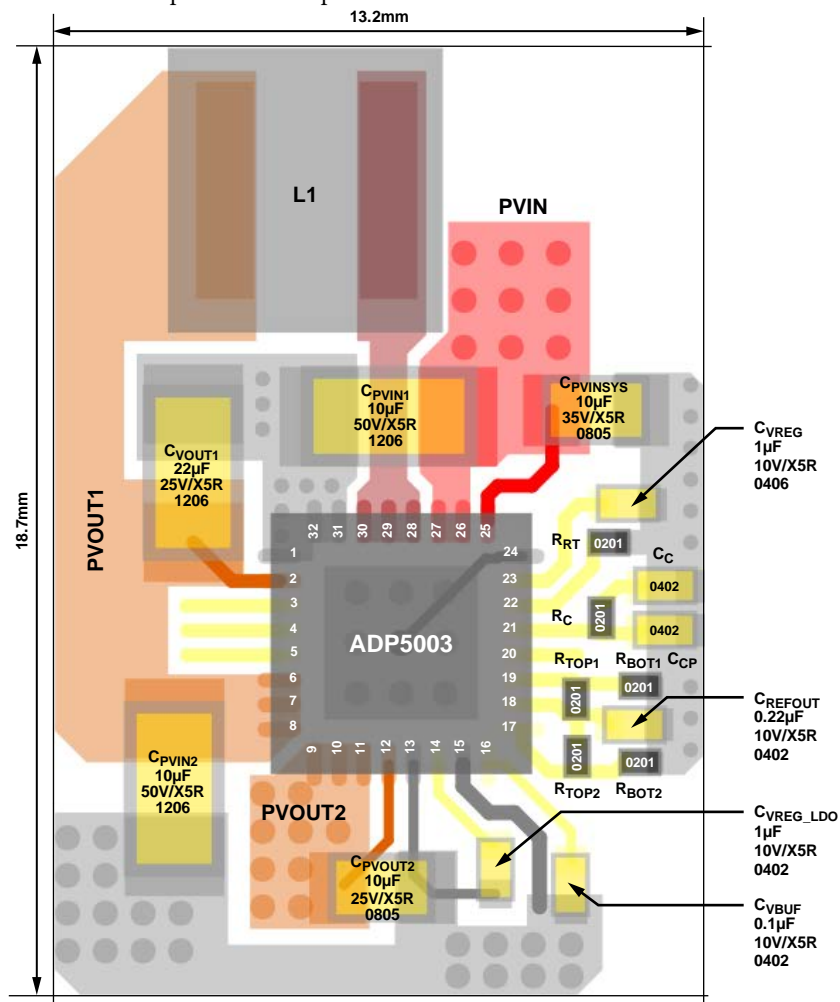 13.2mm
18.7mm
L1
PVIN
PVOUT1
CPVIN1
10µF
50V/X5R
1206
CPVINSYS
10µF
35V/X5R
0805
CVOUT1
22µF
25V/X5R
1206
CVREG
1µF
10V/X5R
0406
32 31 30 29 28 27 26 25
1
2
3
4
5
6
7
8
24
23
22
21
20
19
18
17
ADP5003
9 10 11 12 13 14 15 16
RRT
0201
CC
0402
RC
0201
0402
RTOP1
RBOT1
CCP
0201
0201
CREFOUT
0.22µF
10V/X5R
0402
0201
0201
RTOP2
RBOT2
CPVIN2
10µF
50V/X5R
1206
PVOUT2
CPVOUT2
10µF
25V/X5R
0805
CVREG_LDO
1µF
10V/X5R
0402
CVBUF
0.1µF
10V/X5R
0402